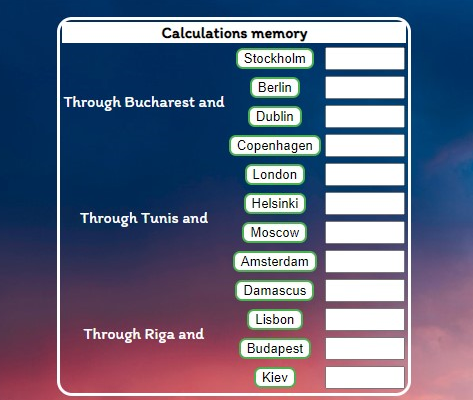 Calculations memory
Through Bucharest and
Stockholm
Berlin
Dublin
Copenhagen
Through Tunis and
London
Helsinki
Moscow
Amsterdam
Through Riga and
Damascus
Lisbon
Budapest
Kiev